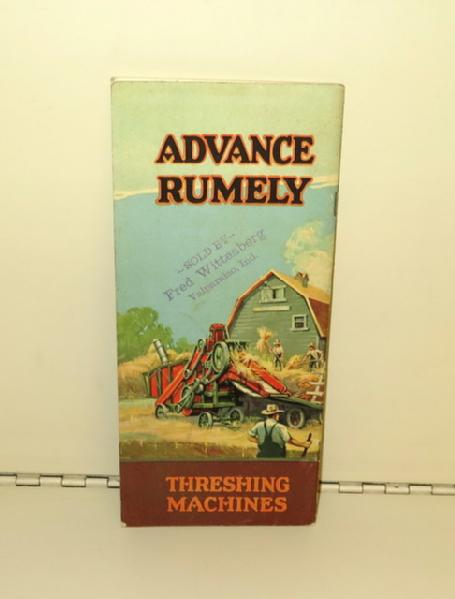 ADVANCE
RUMELY
--SOLD BY--
Fred Wittenberg
Valparaiso, Ind.
THRESHING
MACHINES